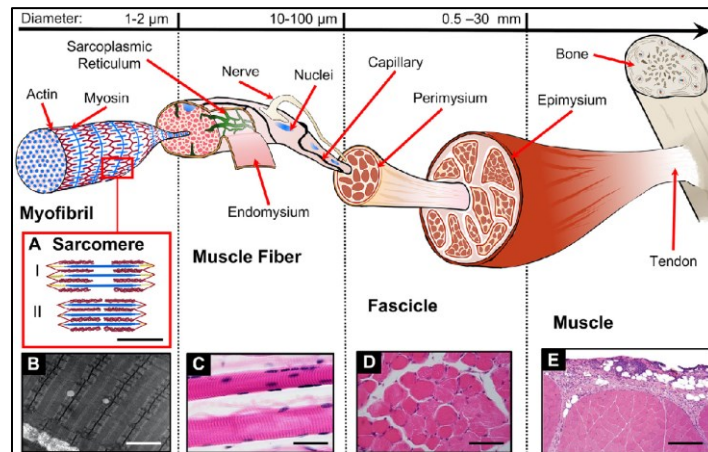 Diameter: 1-2 µm 10-100 µm 0.5 –30 mm
Sarcoplasmic
Reticulum
Nerve
Nuclei
Capillary
Bone
Actin
Myosin
Perimysium
Epimysium
Endomysium
Myofibril
Muscle Fiber
Fascicle
Muscle
Tendon
A Sarcomere
I
II
B
C
D
E